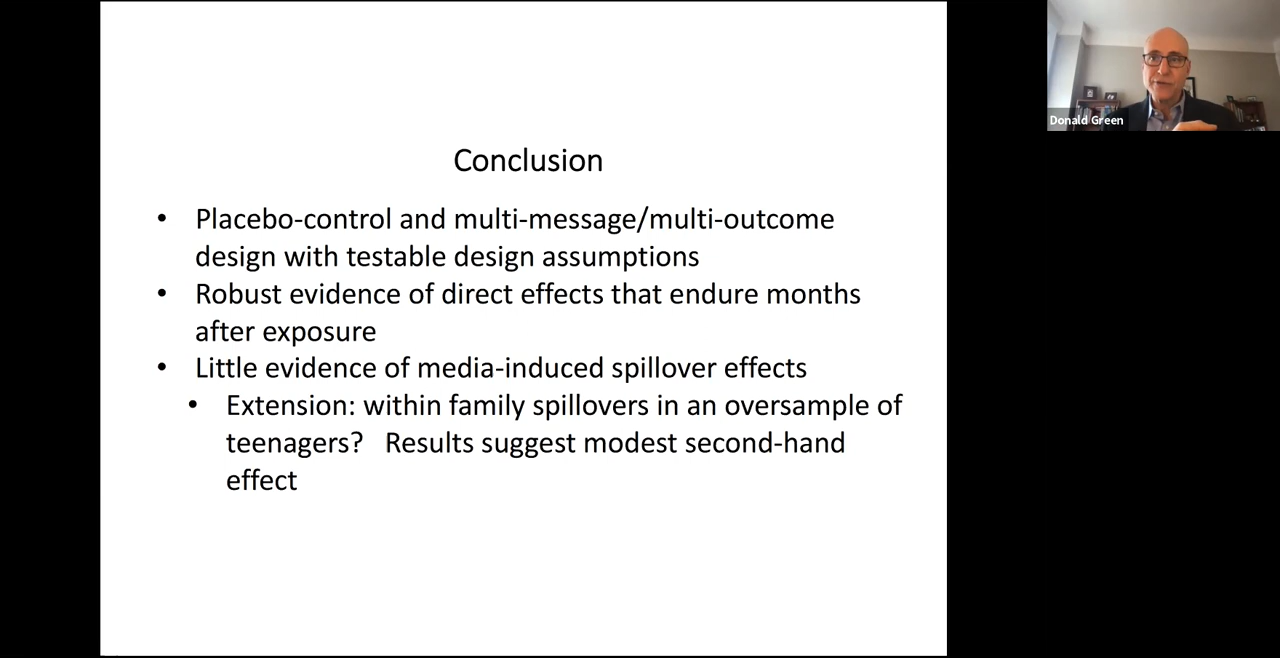 Conclusion
• Placebo-control and multi-message/multi-outcome
design with testable design assumptions
• Robust evidence of direct effects that endure months
after exposure
• Little evidence of media-induced spillover effects
• Extension: within family spillovers in an oversample of
teenagers?   Results suggest modest second-hand
effect
Donald Green